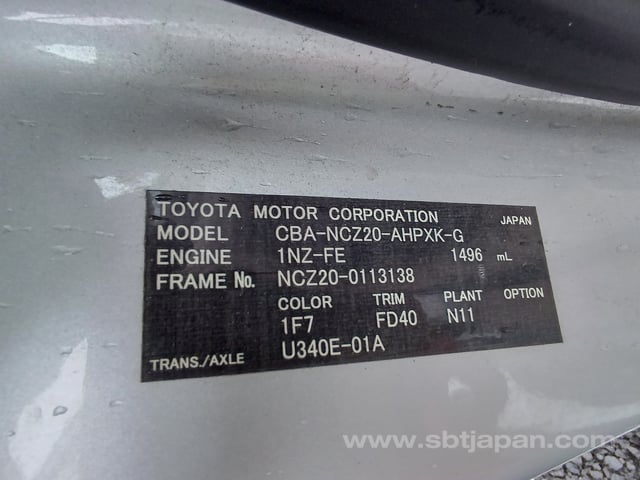 TOYOTA MOTOR CORPORATION JAPAN
MODEL CBA-NCZ20-AHPXK-G
ENGINE 1NZ-FE 1496 mL
FRAME No. NCZ20-0113138
COLOR TRIM PLANT OPTION
1F7 FD40 N11
TRANS./AXLE U340E-01A
www.sbtjapan.com